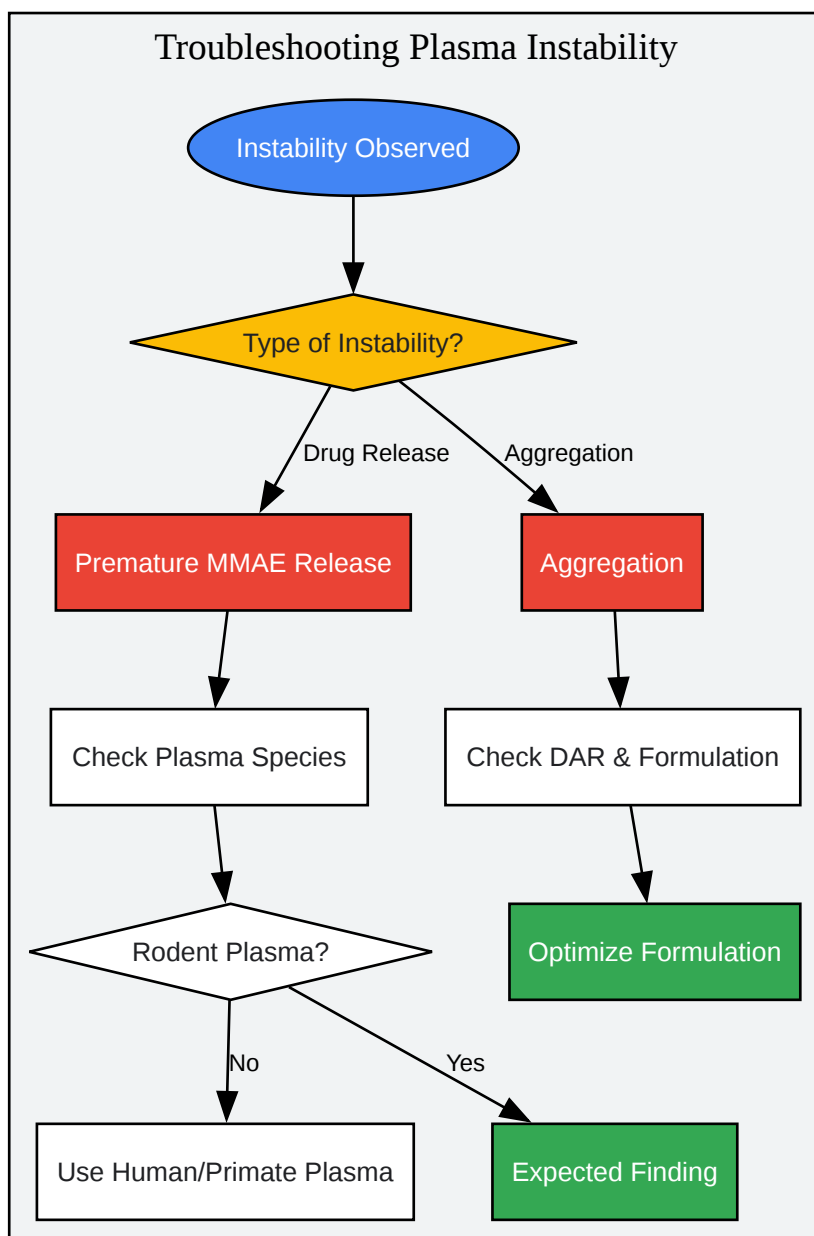 Troubleshooting Plasma Instability
Instability Observed
Type of Instability?
Drug Release
Aggregation
Premature MMAE Release
Aggregation
Check Plasma Species
Check DAR & Formulation
Rodent Plasma?
Optimize Formulation
No
Yes
Use Human/Primate Plasma
Expected Finding